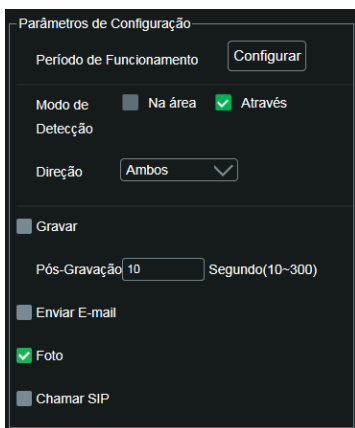 Parâmetros de Configuração
Período de Funcionamento Configurar
Modo de Detecção Na área Através
Direção Ambos
Gravar
Pós-Gravação 10 Segundo(10~300)
Enviar E-mail
Foto
Chamar SIP